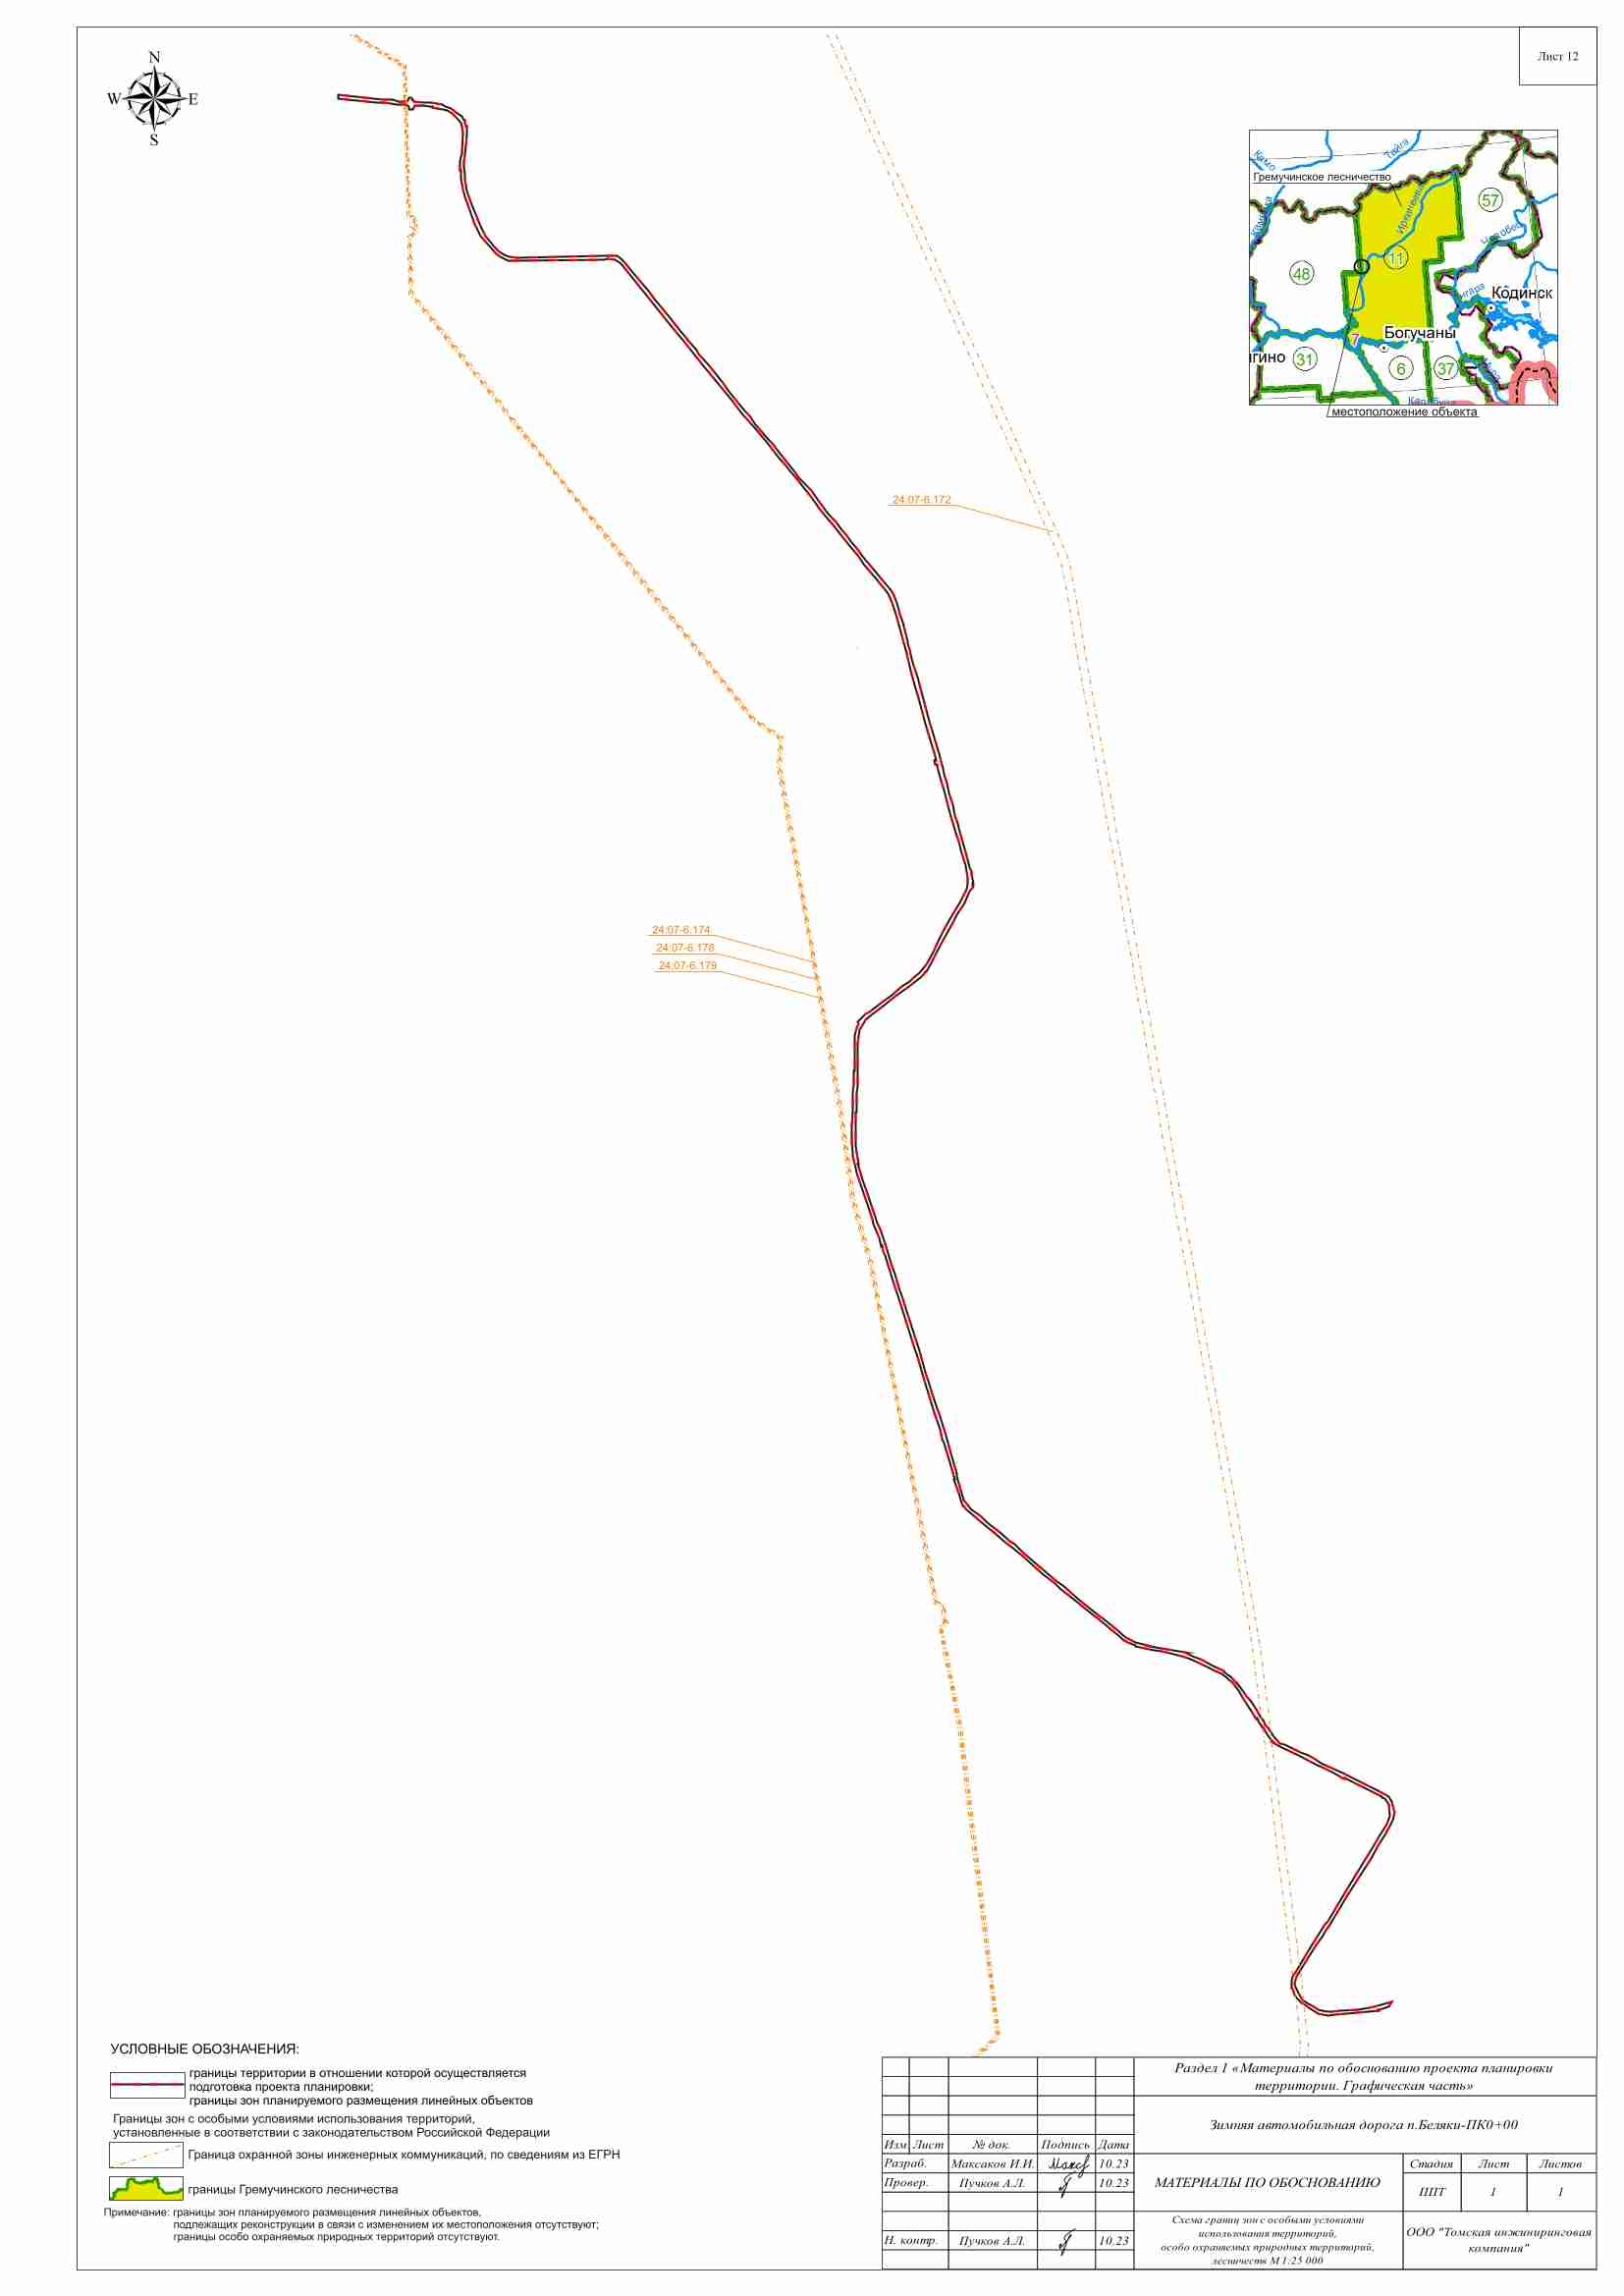 Лист 12
N
W
E
S
Камо
Тайга
Гремучинское лесничество
57
48
11
Кодинск
Богучаны
7
31
6
37
местоположение объекта
24:07-6.172
24:07-6.174
24:07-6.178
24:07-6.179
УСЛОВНЫЕ ОБОЗНАЧЕНИЯ:
границы территории в отношении которой осуществляется
подготовка проекта планировки;
границы зон планируемого размещения линейных объектов
Границы зон с особыми условиями использования территорий,
установленные в соответствии с законодательством Российской Федерации
Граница охранной зоны инженерных коммуникаций, по сведениям из ЕГРН
границы Гремучинского лесничества
Примечание: границы зон планируемого размещения линейных объектов,
подлежащих реконструкции в связи с изменением их местоположения отсутствуют;
границы особо охраняемых природных территорий отсутствуют.
Раздел 1 «Материалы по обоснованию проекта планировки
территории. Графическая часть»
Зимняя автомобильная дорога п.Беляки-ПК0+00
Изм Лист № док. Подпись Дата
Разраб. Максаков И.И. 10.23
Провер. Пучков А.Л. 10.23
Н. контр. Пучков А.Л. 10.23
МАТЕРИАЛЫ ПО ОБОСНОВАНИЮ
Стадия Лист Листов
ППТ 1 1
Схема границ зон с особыми условиями
использования территорий,
особо охраняемых природных территорий,
лесничеств М 1:25 000
ООО "Томская инжиниринговая
компания"